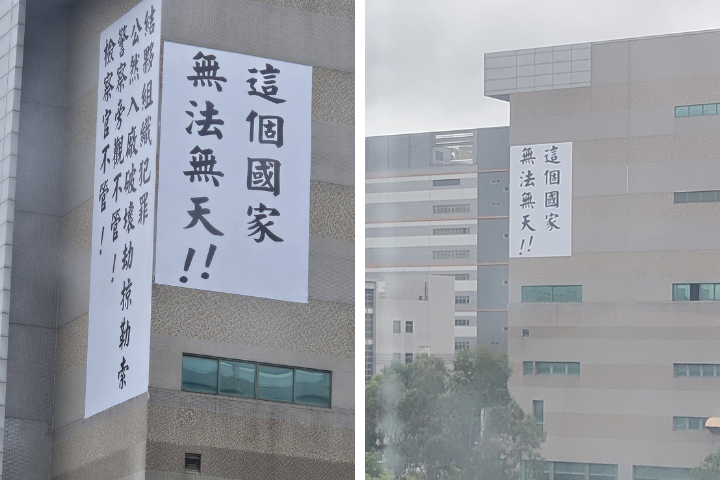 結夥組織犯罪
公然入廠破壞劫掠勒索
警察旁觀不管！
檢察官不管！
這個國家
無法無天!!
這個國家
無法無天!!